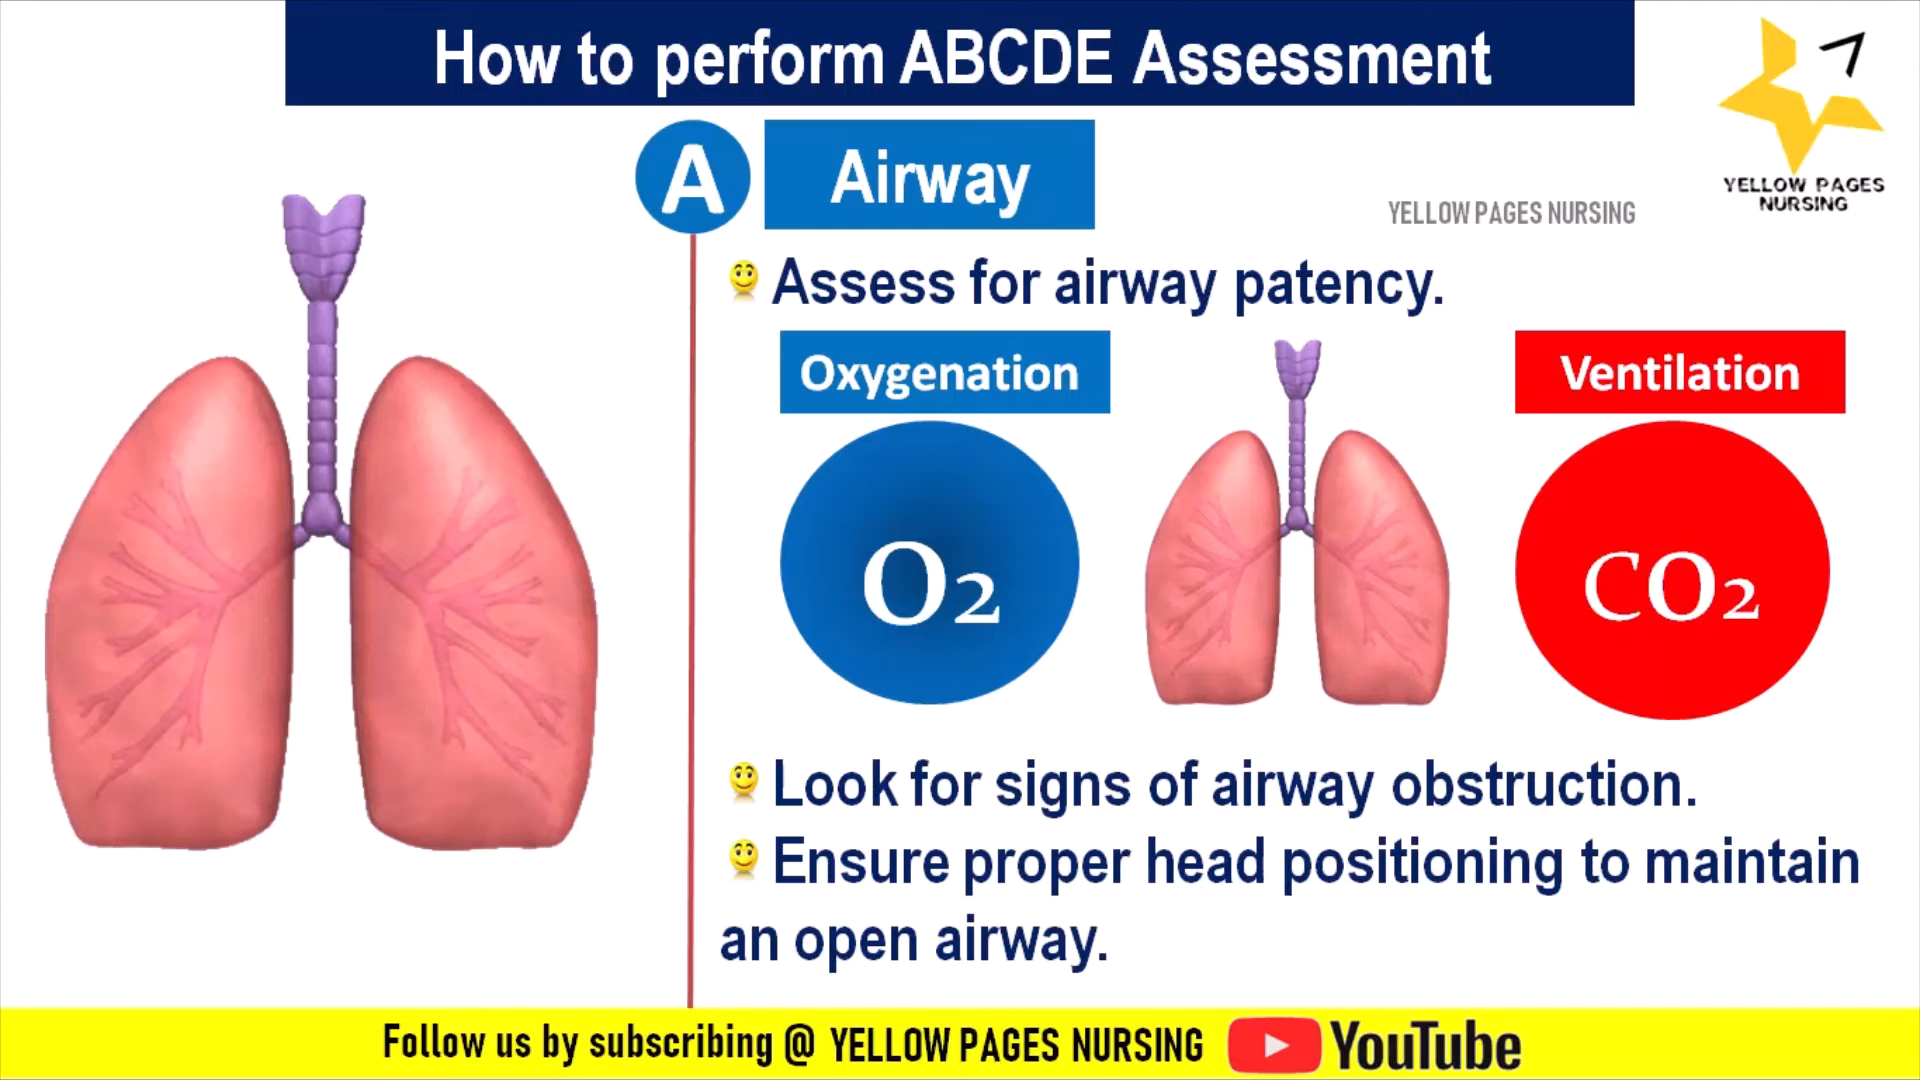 How to perform ABCDE Assessment
YELLOW PAGES
NURSING
A Airway
YELLOW PAGES NURSING
Assess for airway patency.
Oxygenation
Ventilation
O2
CO2
Look for signs of airway obstruction.
Ensure proper head positioning to maintain
an open airway.
Follow us by subscribing @ YELLOW PAGES NURSING YouTube